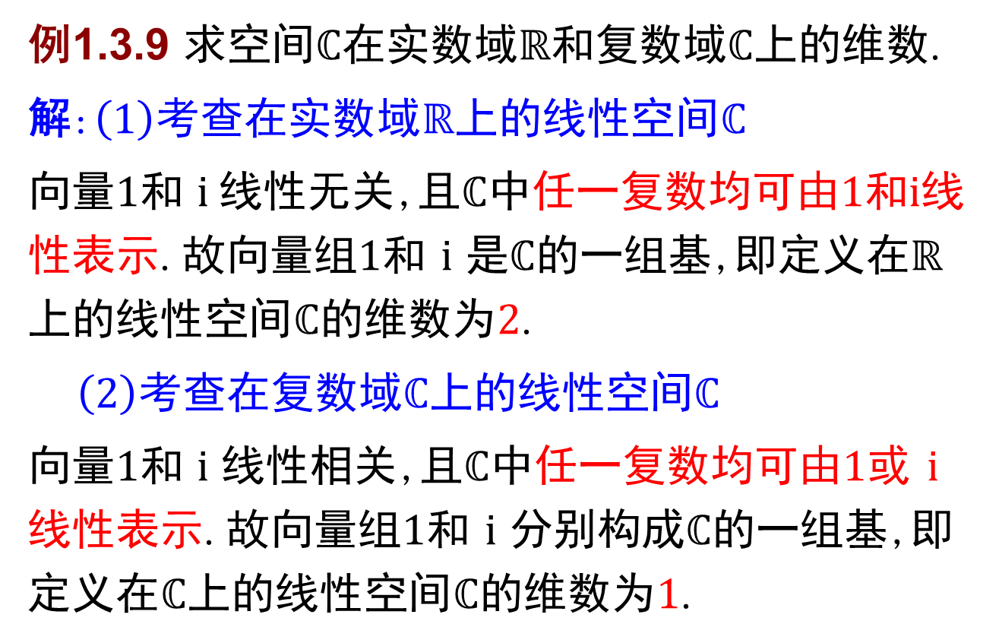 例1.3.9 求空间ℂ在实数域ℝ和复数域ℂ上的维数.
解:(1)考查在实数域ℝ上的线性空间ℂ
向量1和 i 线性无关,且ℂ中任一复数均可由1和i线
性表示. 故向量组1和 i 是ℂ的一组基,即定义在ℝ
上的线性空间ℂ的维数为2.
(2)考查在复数域ℂ上的线性空间ℂ
向量1和 i 线性相关,且ℂ中任一复数均可由1或 i
线性表示. 故向量组1和 i 分别构成ℂ的一组基,即
定义在ℂ上的线性空间ℂ的维数为1.